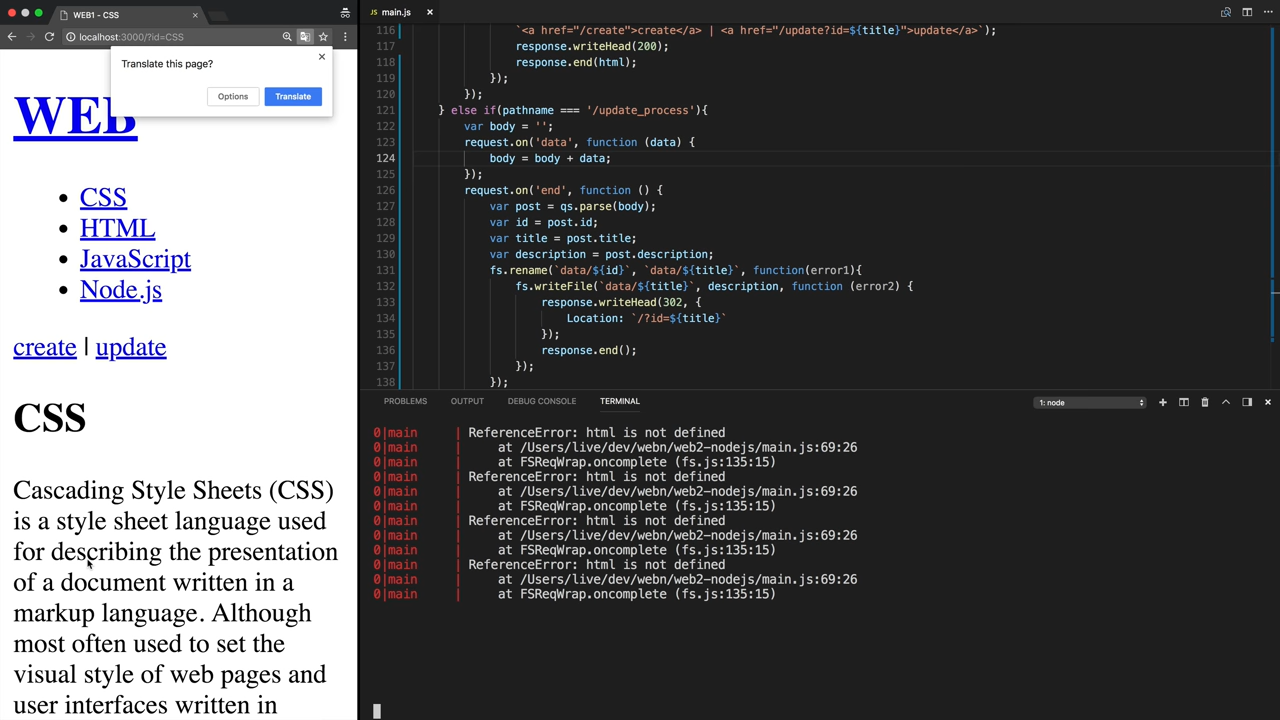 WEB1 - CSS
localhost:3000/?id=CSS
Translate this page?
Options
Translate
WEB
CSS
HTML
JavaScript
Node.js
create | update
CSS
Cascading Style Sheets (CSS)
is a style sheet language used
for describing the presentation
of a document written in a
markup language. Although
most often used to set the
visual style of web pages and
user interfaces written in
JS main.js
116 `<a href="/create">create</a> | <a href="/update?id=${title}">update</a>`);
117 response.writeHead(200);
118 response.end(html);
119 });
120 });
121 } else if(pathname === '/update_process'){
122 var body = '';
123 request.on('data', function (data) {
124 body = body + data;
125 });
126 request.on('end', function () {
127 var post = qs.parse(body);
128 var id = post.id;
129 var title = post.title;
130 var description = post.description;
131 fs.rename(`data/${id}`, `data/${title}`, function(error1){
132 fs.writeFile(`data/${title}`, description, function (error2) {
133 response.writeHead(302, {
134 Location: `/?id=${title}`
135 });
136 response.end();
137 });
138 });
PROBLEMS OUTPUT DEBUG CONSOLE TERMINAL 1: node
0|main | ReferenceError: html is not defined
0|main | at /Users/live/dev/webn/web2-nodejs/main.js:69:26
0|main | at FSReqWrap.oncomplete (fs.js:135:15)
0|main | ReferenceError: html is not defined
0|main | at /Users/live/dev/webn/web2-nodejs/main.js:69:26
0|main | at FSReqWrap.oncomplete (fs.js:135:15)
0|main | ReferenceError: html is not defined
0|main | at /Users/live/dev/webn/web2-nodejs/main.js:69:26
0|main | at FSReqWrap.oncomplete (fs.js:135:15)
0|main | ReferenceError: html is not defined
0|main | at /Users/live/dev/webn/web2-nodejs/main.js:69:26
0|main | at FSReqWrap.oncomplete (fs.js:135:15)